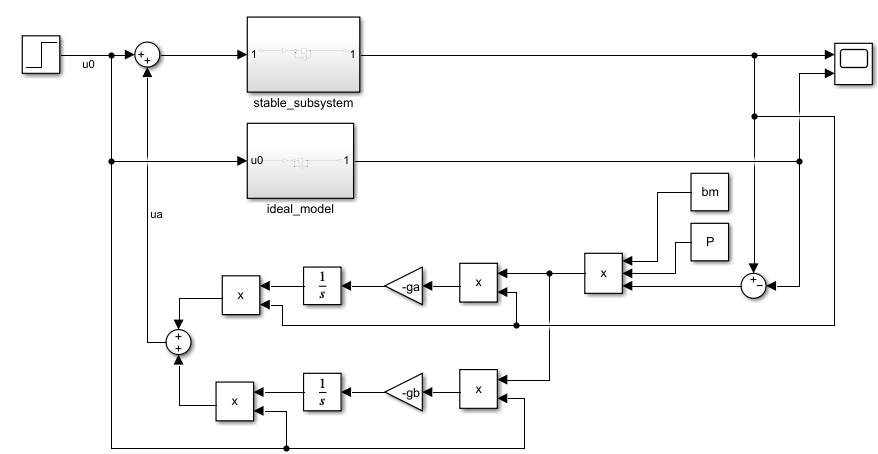 u0
+
+
1
1
stable_subsystem
u0
1
ideal_model
bm
P
ua
x
1
s
-ga
x
x
+
−
+
+
x
1
s
-gb
x